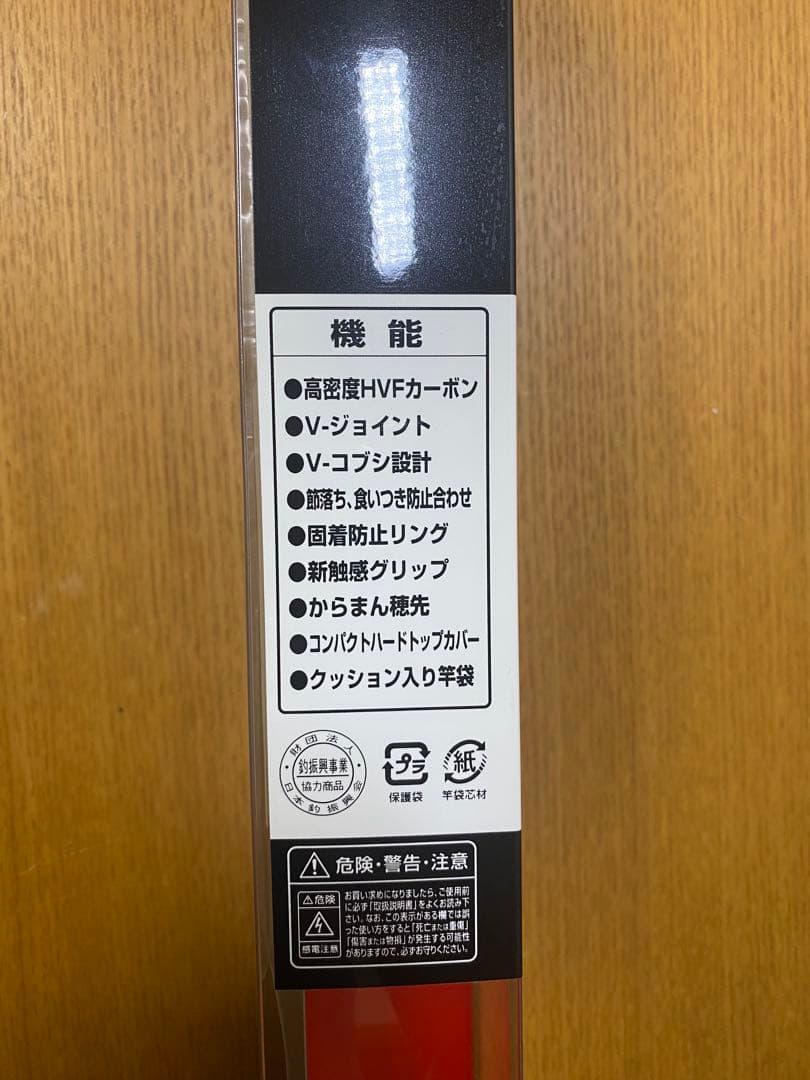 機能
●高密度HVFカーボン
●V-ジョイント
●V-コブシ設計
●節落ち、食いつき防止合わせ
●固着防止リング
●新触感グリップ
●からまん穂先
●コンパクトハードトップカバー
●クッション入り竿袋
財団法人
釣振興事業
協力商品
日本釣振興会
プラ
保護袋
紙
竿袋芯材
危険・警告・注意
危険
感電注意
お買い求めになりましたら、ご使用前
に必ず「取扱説明書」をよくお読み下
さい。なお、この表示がある欄では誤
った使い方をすると「死亡または重傷」
「傷害または物損」が発生する可能性
がありますので、必ずお守りください。